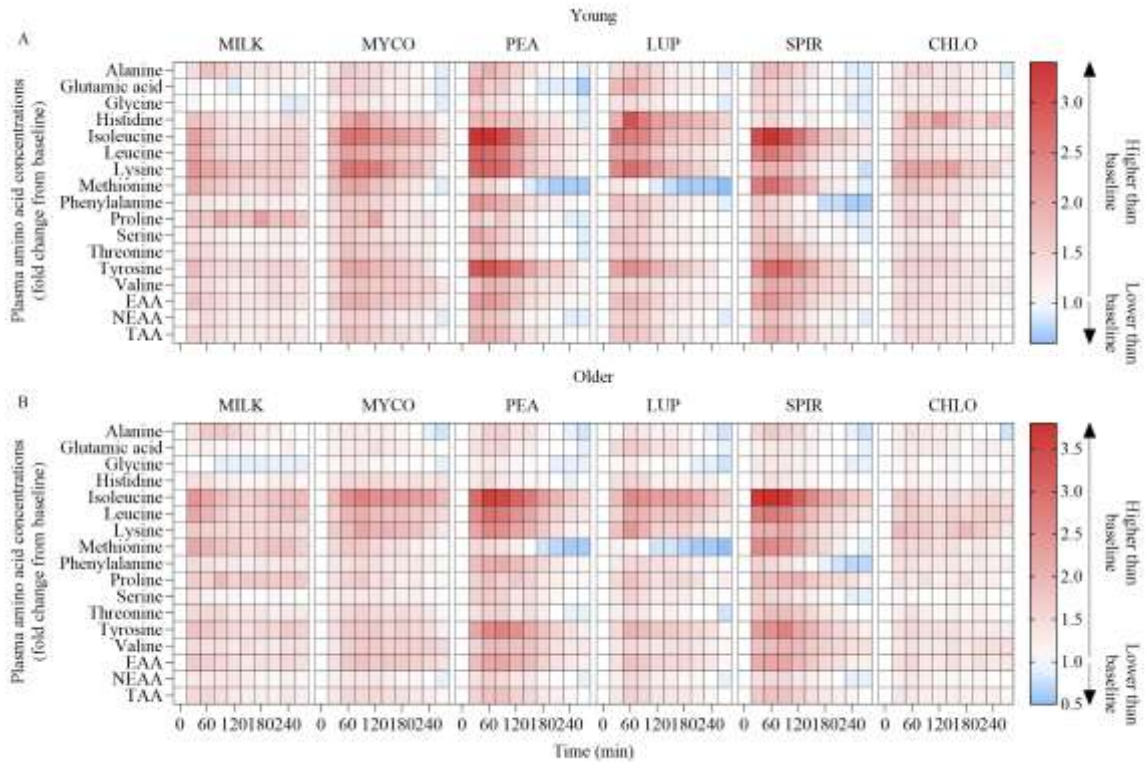 Young
A
MILK MYCO PEA LUP SPIR CHLO
Plasma amino acid concentrations
(fold change from baseline)
Alanine
Glutamic acid
Glycine
Histidine
Isoleucine
Leucine
Lysine
Methionine
Phenylalanine
Proline
Serine
Threonine
Tyrosine
Valine
EAA
NEAA
TAA
3.0
2.5
2.0
1.5
1.0
Higher than
baseline
Lower than
baseline
Older
B
MILK MYCO PEA LUP SPIR CHLO
Plasma amino acid concentrations
(fold change from baseline)
Alanine
Glutamic acid
Glycine
Histidine
Isoleucine
Leucine
Lysine
Methionine
Phenylalanine
Proline
Serine
Threonine
Tyrosine
Valine
EAA
NEAA
TAA
3.5
3.0
2.5
2.0
1.5
1.0
0.5
Higher than
baseline
Lower than
baseline
0 60 120180240 0 60 120180240 0 60 120180240 0 60 120180240 0 60 120180240 0 60 120180240
Time (min)